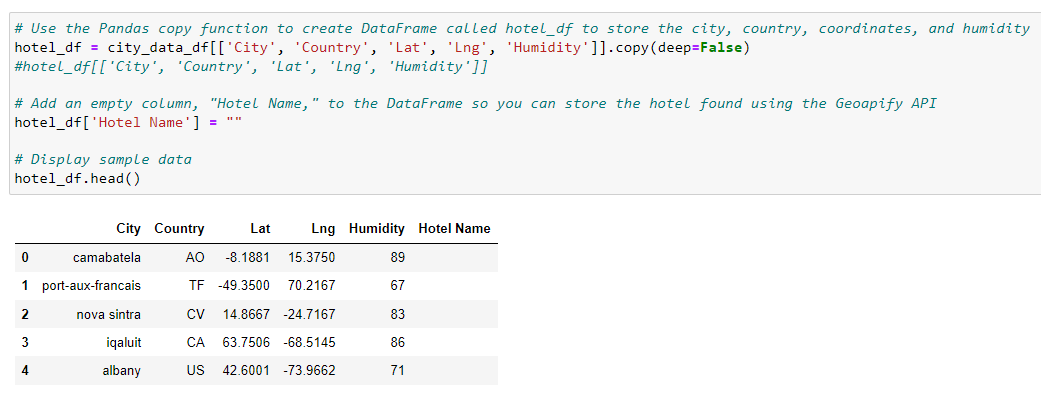 # Use the Pandas copy function to create DataFrame called hotel_df to store the city, country, coordinates, and humidity
hotel_df = city_data_df[['City', 'Country', 'Lat', 'Lng', 'Humidity']].copy(deep=False)
#hotel_df[['City', 'Country', 'Lat', 'Lng', 'Humidity']]
# Add an empty column, "Hotel Name," to the DataFrame so you can store the hotel found using the Geoapify API
hotel_df['Hotel Name'] = ""
# Display sample data
hotel_df.head()
City Country Lat Lng Humidity Hotel Name
0 camabatela AO -8.1881 15.3750 89
1 port-aux-francais TF -49.3500 70.2167 67
2 nova sintra CV 14.8667 -24.7167 83
3 iqaluit CA 63.7506 -68.5145 86
4 albany US 42.6001 -73.9662 71